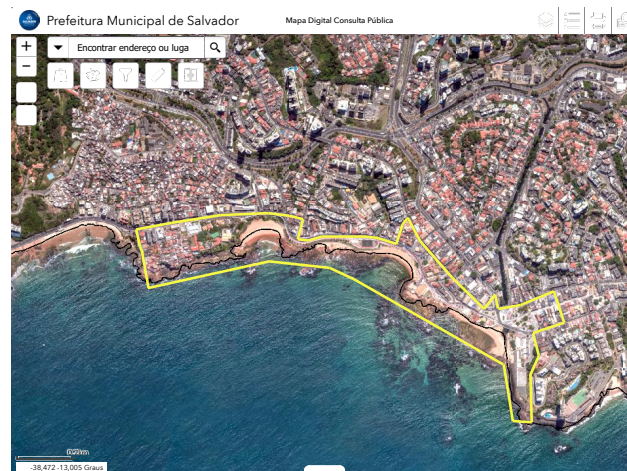 Prefeitura Municipal de Salvador
Mapa Digital Consulta Pública
+
Encontrar endereço ou luga
−
-38,472 -13,005 Graus